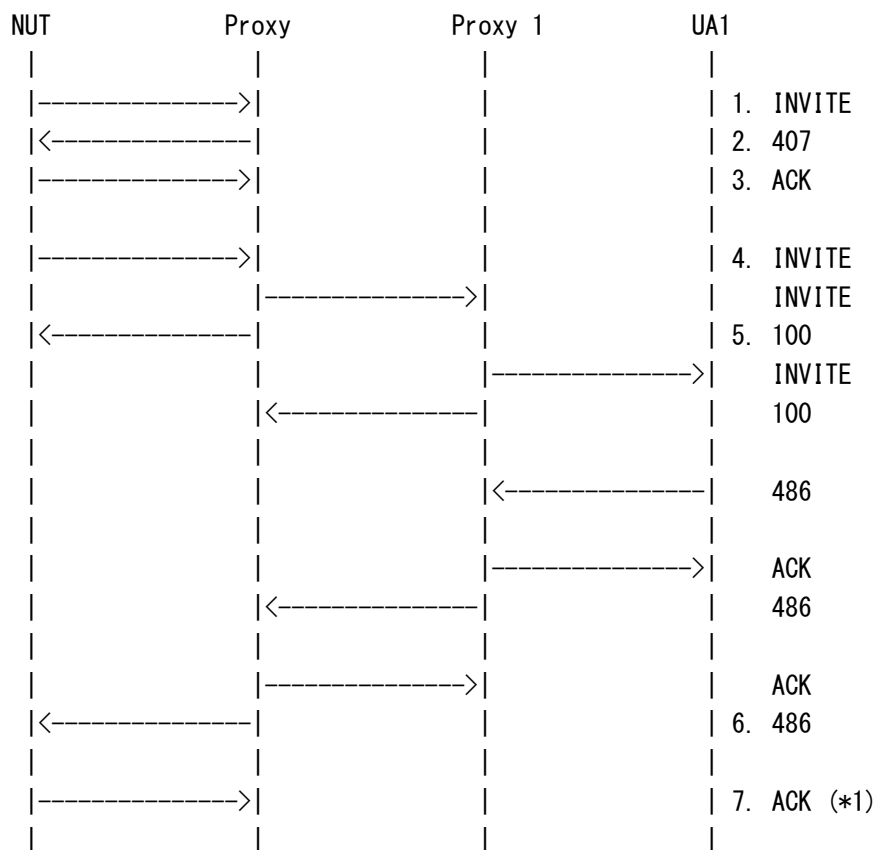 NUT Proxy Proxy 1 UA1
| | | |
|--------------->| | | 1. INVITE
|<---------------| | | 2. 407
|--------------->| | | 3. ACK
| | | |
|--------------->| | | 4. INVITE
| |--------------->| | INVITE
|<---------------| | | 5. 100
| | |--------------->| INVITE
| |<---------------| | 100
| | | |
| | |<---------------| 486
| | | |
| | |--------------->| ACK
| |<---------------| | 486
| | | |
| |--------------->| | ACK
|<---------------| | | 6. 486
| | | |
|--------------->| | | 7. ACK (*1)
| | | |